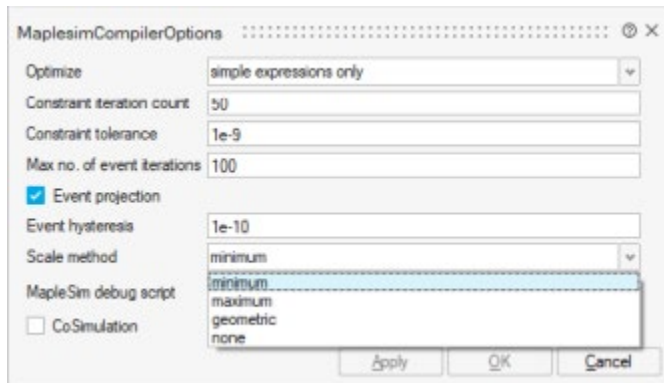 MaplesimCompilerOptions
Optimize simple expressions only
Constraint iteration count 50
Constraint tolerance 1e-9
Max no. of event iterations 100
Event projection
Event hysteresis 1e-10
Scale method minimum
minimum
MapleSim debug script
maximum
geometric
CoSimulation
none
Apply OK Cancel